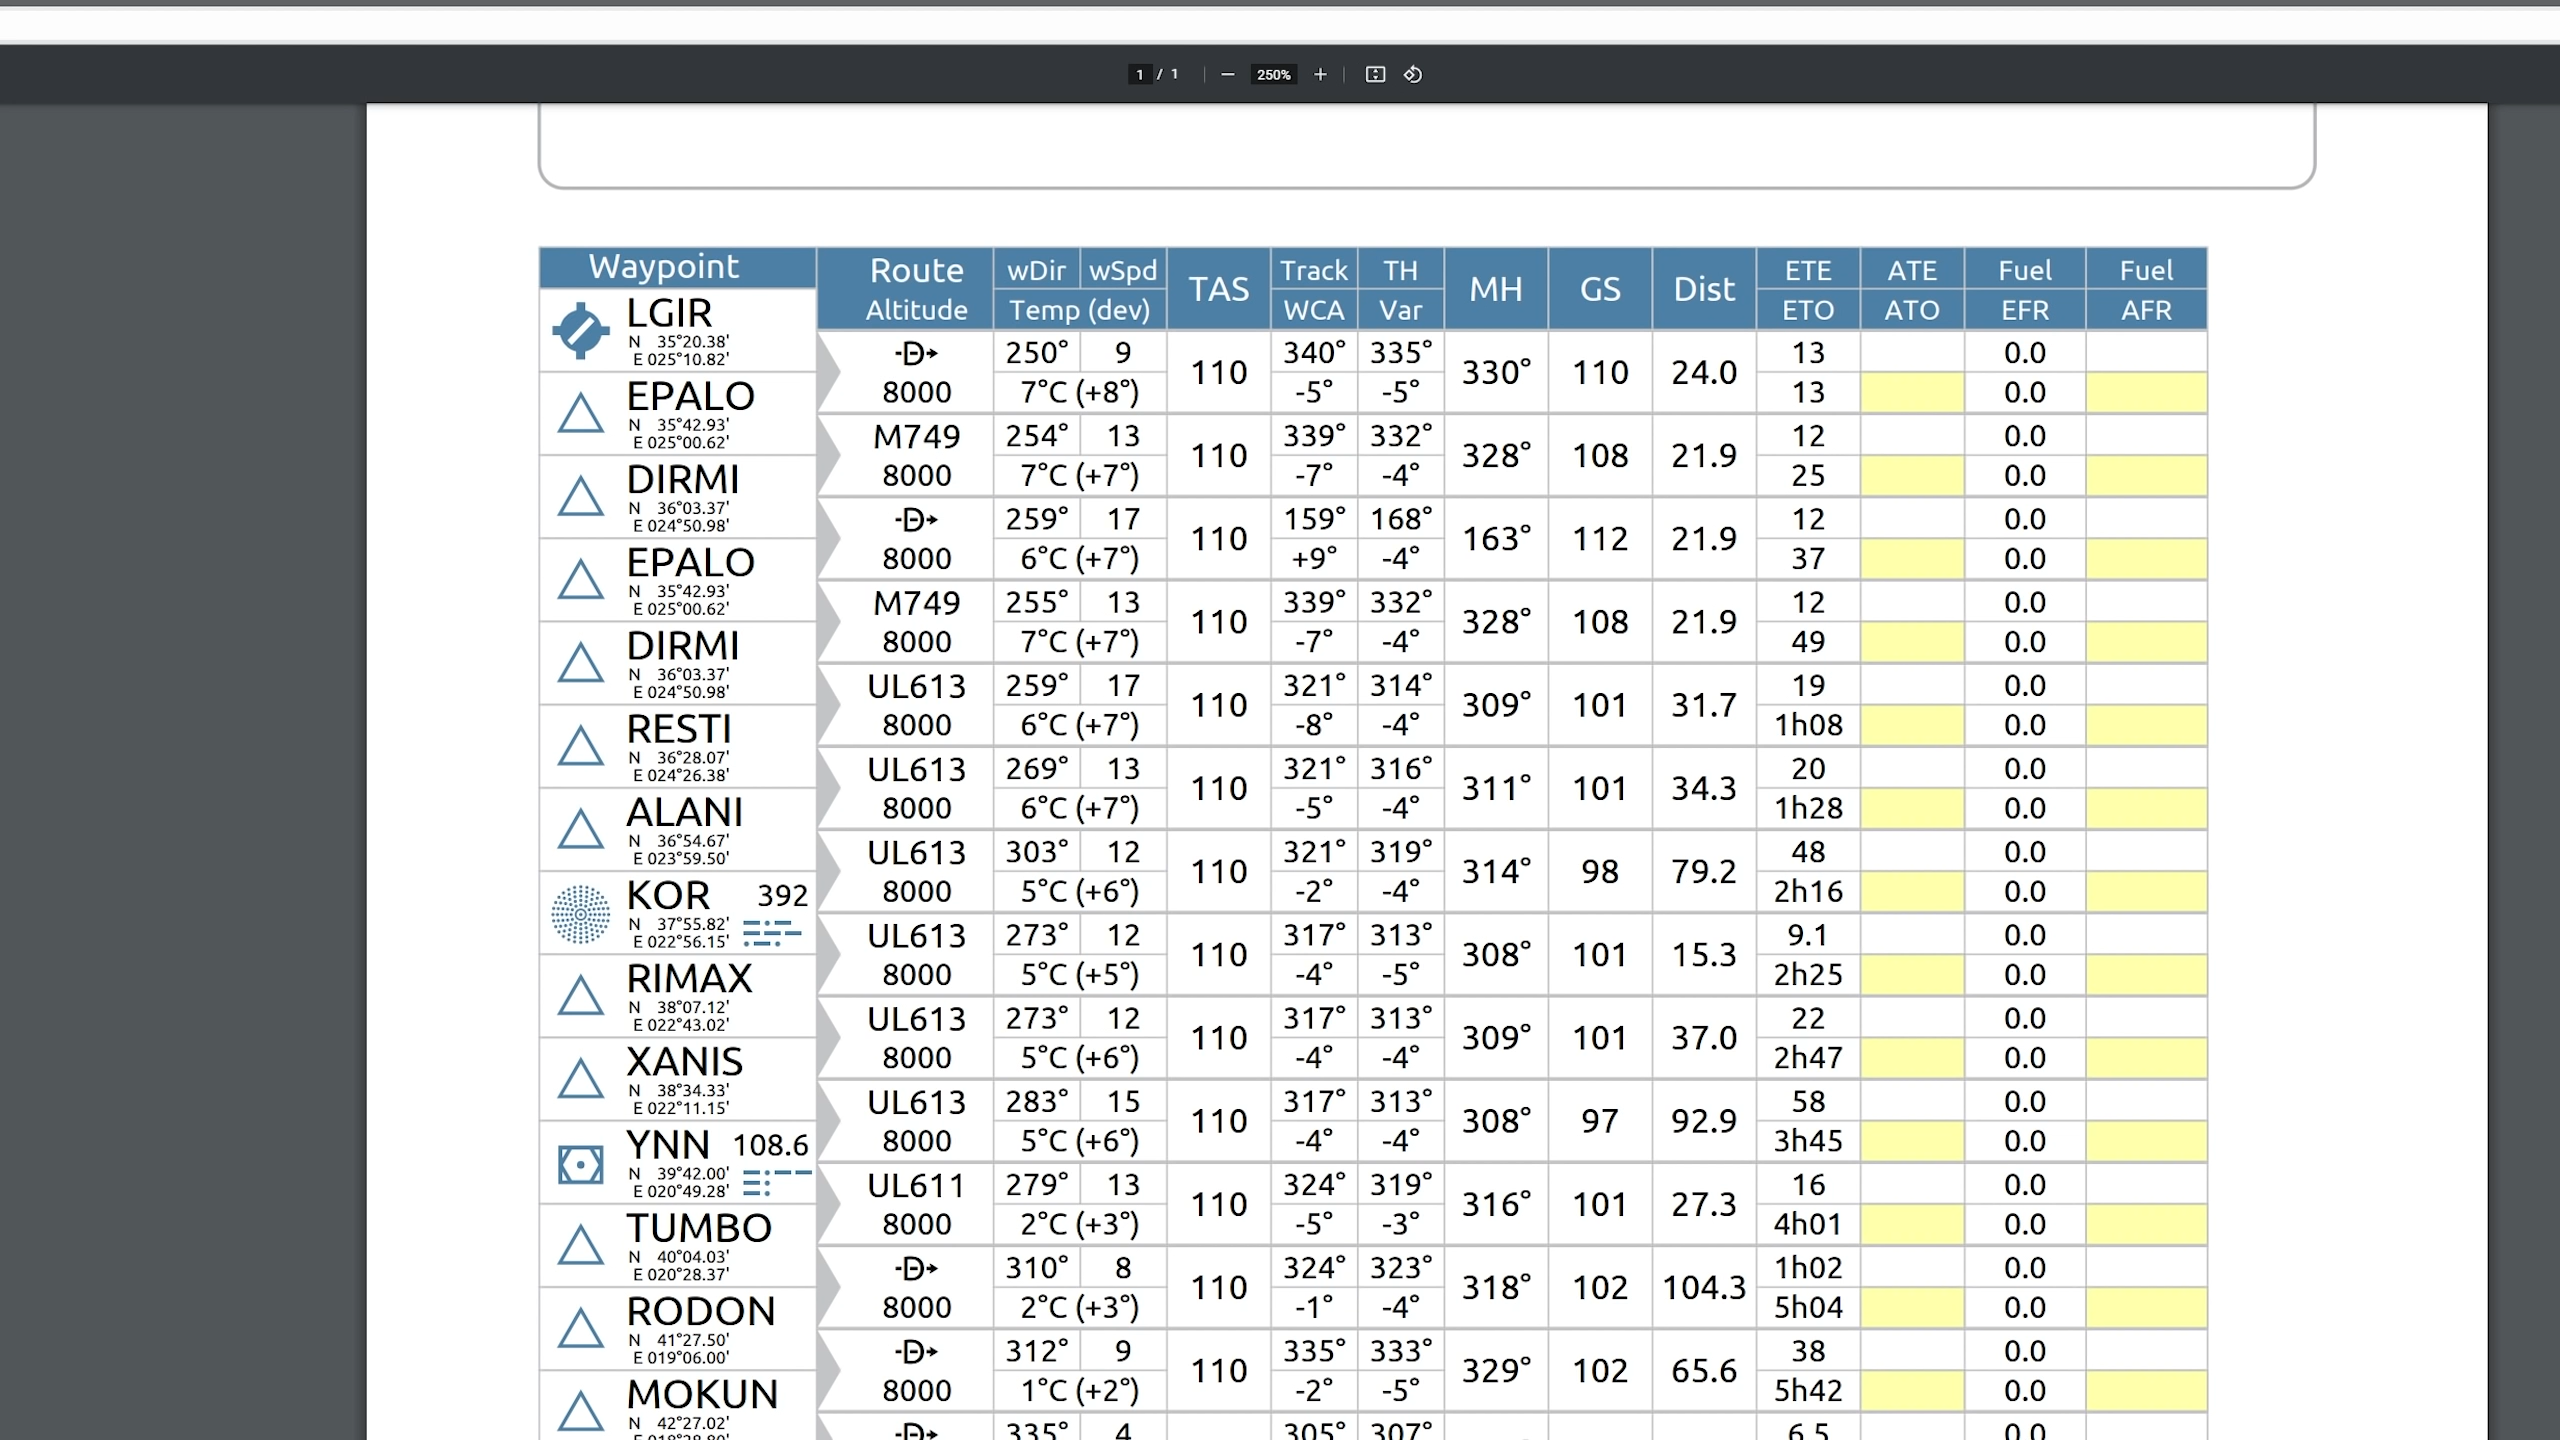 1 / 1 250%
Waypoint Route wDir wSpd TAS Track TH MH GS Dist ETE ATE Fuel Fuel
Altitude Temp (dev) WCA Var ETO ATO EFR AFR
LGIR
N 35°20.38'
E 025°10.82'
-D→ 250° 9 110 340° 335° 330° 110 24.0 13 0.0
8000 7°C (+8°) -5° -5° 13 0.0
EPALO
N 35°42.93'
E 025°00.62'
M749 254° 13 110 339° 332° 328° 108 21.9 12 0.0
8000 7°C (+7°) -7° -4° 25 0.0
DIRMI
N 36°03.37'
E 024°50.98'
-D→ 259° 17 110 159° 168° 163° 112 21.9 12 0.0
8000 6°C (+7°) +9° -4° 37 0.0
EPALO
N 35°42.93'
E 025°00.62'
M749 255° 13 110 339° 332° 328° 108 21.9 12 0.0
8000 7°C (+7°) -7° -4° 49 0.0
DIRMI
N 36°03.37'
E 024°50.98'
UL613 259° 17 110 321° 314° 309° 101 31.7 19 0.0
8000 6°C (+7°) -8° -4° 1h08 0.0
RESTI
N 36°28.07'
E 024°26.38'
UL613 269° 13 110 321° 316° 311° 101 34.3 20 0.0
8000 6°C (+7°) -5° -4° 1h28 0.0
ALANI
N 36°54.67'
E 023°59.50'
UL613 303° 12 110 321° 319° 314° 98 79.2 48 0.0
8000 5°C (+6°) -2° -4° 2h16 0.0
KOR 392
N 37°55.82'
E 022°56.15'
UL613 273° 12 110 317° 313° 308° 101 15.3 9.1 0.0
8000 5°C (+5°) -4° -5° 2h25 0.0
RIMAX
N 38°07.12'
E 022°43.02'
UL613 273° 12 110 317° 313° 309° 101 37.0 22 0.0
8000 5°C (+6°) -4° -4° 2h47 0.0
XANIS
N 38°34.33'
E 022°11.15'
UL613 283° 15 110 317° 313° 308° 97 92.9 58 0.0
8000 5°C (+6°) -4° -4° 3h45 0.0
YNN 108.6
N 39°42.00'
E 020°49.28'
UL611 279° 13 110 324° 319° 316° 101 27.3 16 0.0
8000 2°C (+3°) -5° -3° 4h01 0.0
TUMBO
N 40°04.03'
E 020°28.37'
-D→ 310° 8 110 324° 323° 318° 102 104.3 1h02 0.0
8000 2°C (+3°) -1° -4° 5h04 0.0
RODON
N 41°27.50'
E 019°06.00'
-D→ 312° 9 110 335° 333° 329° 102 65.6 38 0.0
8000 1°C (+2°) -2° -5° 5h42 0.0
MOKUN
N 42°27.02'
-D→ 335° 4 305° 307° 6.5 0.0